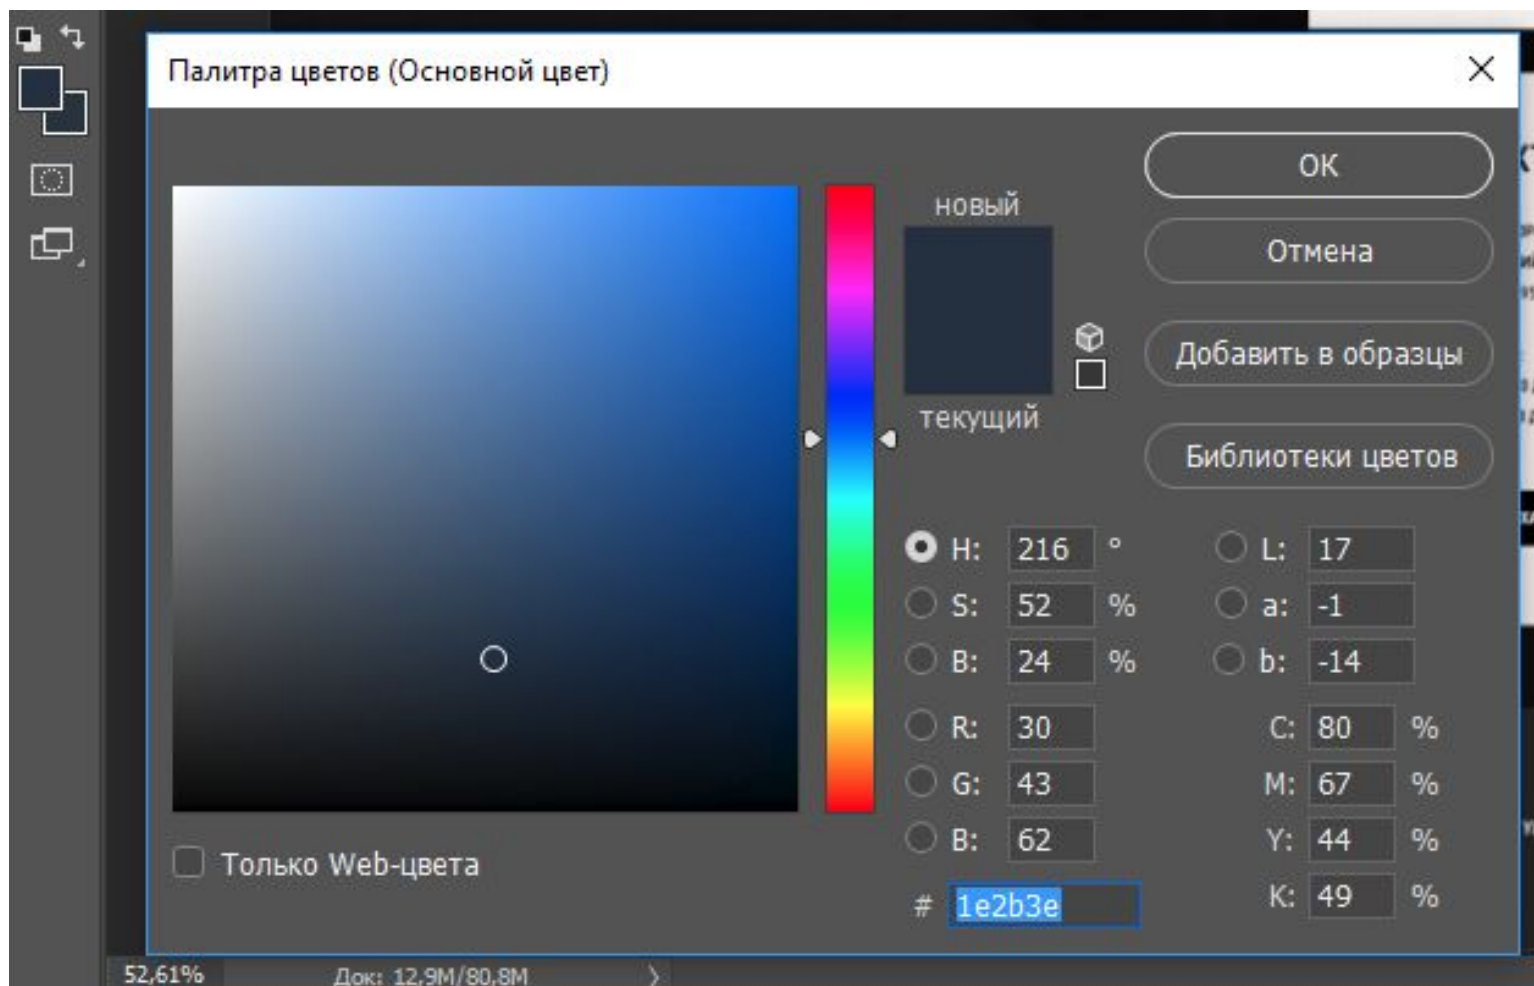 Палитра цветов (Основной цвет)
новый
текущий
ОК
Отмена
Добавить в образцы
Библиотеки цветов
H: 216 °
S: 52 %
B: 24 %
R: 30
G: 43
B: 62
# 1e2b3e
L: 17
a: -1
b: -14
C: 80 %
M: 67 %
Y: 44 %
K: 49 %
Только Web-цвета
52,61% Док: 12,9M/80,8M